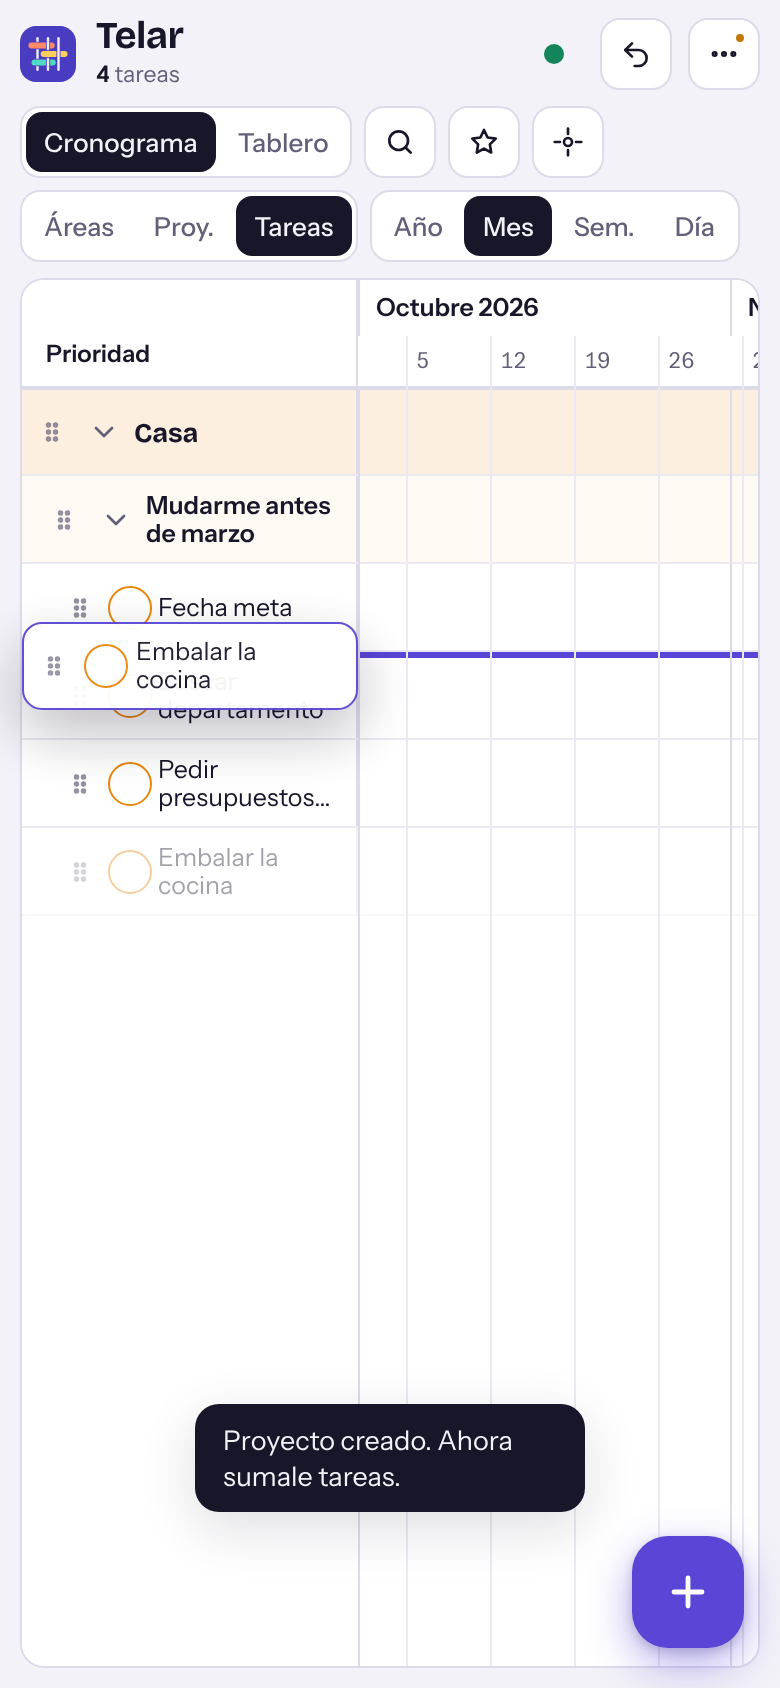 Telar
4 tareas
Cronograma Tablero
Áreas Proy. Tareas Año Mes Sem. Día
Octubre 2026
Prioridad 5 12 19 26
Casa
Mudarme antes
de marzo
Fecha meta
Embalar la
cocina
departamento
Pedir
presupuestos...
Embalar la
cocina
Proyecto creado. Ahora
sumale tareas.